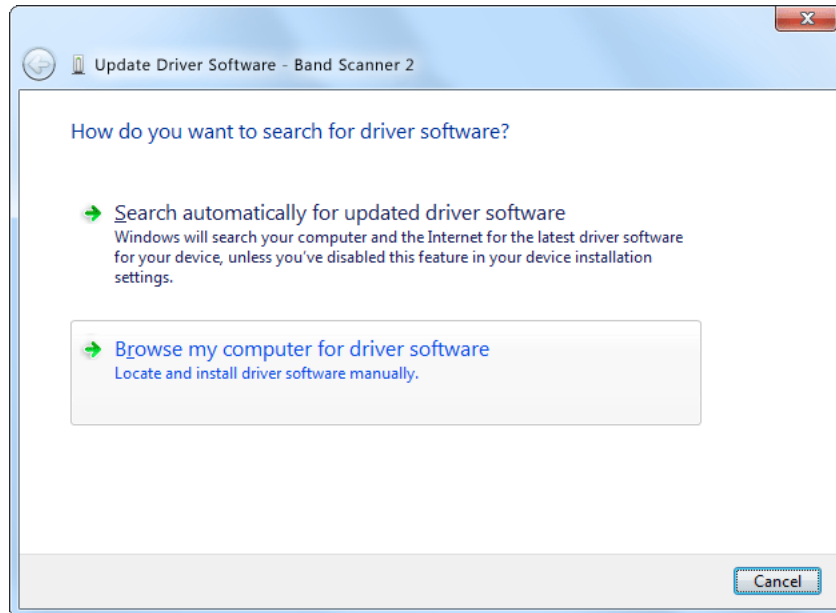 Update Driver Software - Band Scanner 2
How do you want to search for driver software?
Search automatically for updated driver software
Windows will search your computer and the Internet for the latest driver software
for your device, unless you've disabled this feature in your device installation
settings.
Browse my computer for driver software
Locate and install driver software manually.
Cancel